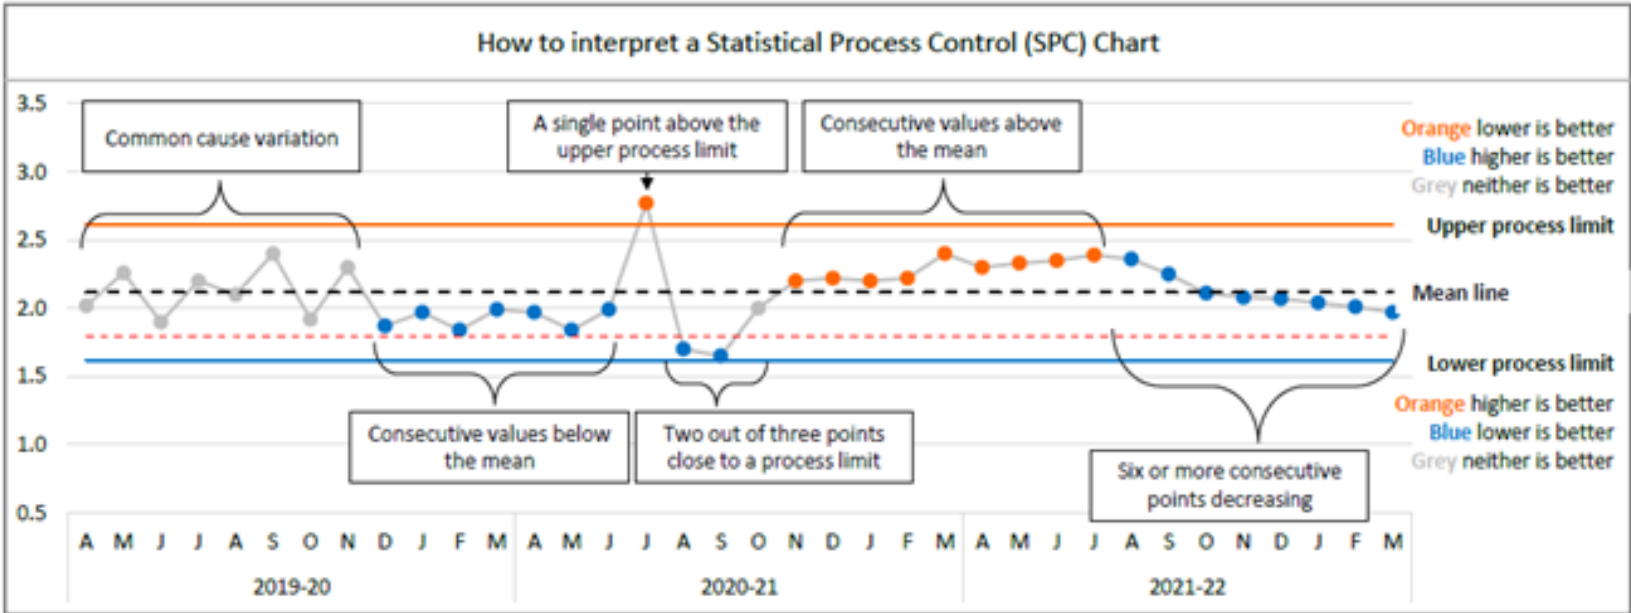 How to interpret a Statistical Process Control (SPC) Chart
3.5
3.0
2.5
2.0
1.5
1.0
0.5
Common cause variation
A single point above the
upper process limit
Consecutive values above
the mean
Orange lower is better
Blue higher is better
Grey neither is better
Upper process limit
Mean line
Lower process limit
Orange higher is better
Blue lower is better
Grey neither is better
Consecutive values below
the mean
Two out of three points
close to a process limit
Six or more consecutive
points decreasing
A M J J A S O N D J F M A M J J A S O N D J F M A M J J A S O N D J F M
2019-20 2020-21 2021-22